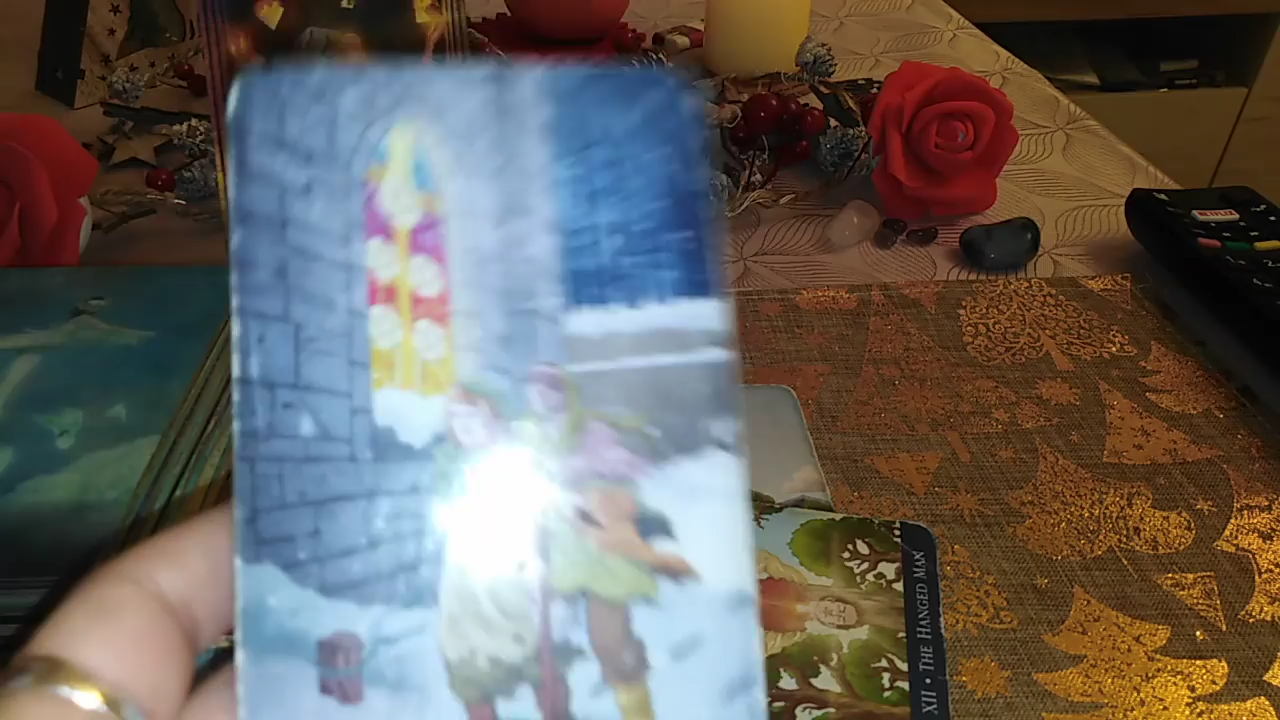 NETFLIX
XII • THE HANGED MAN